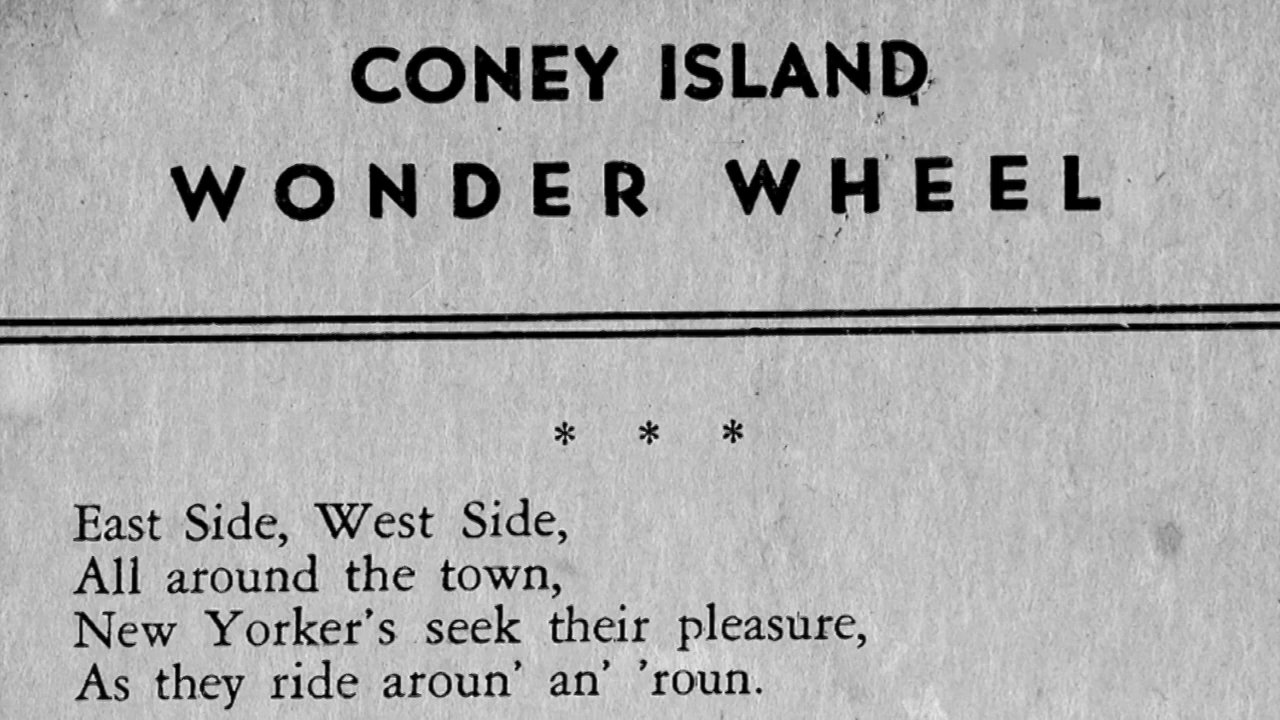 CONEY ISLAND
WONDER WHEEL
* * *
East Side, West Side,
All around the town,
New Yorker's seek their pleasure,
As they ride aroun' an' 'roun.